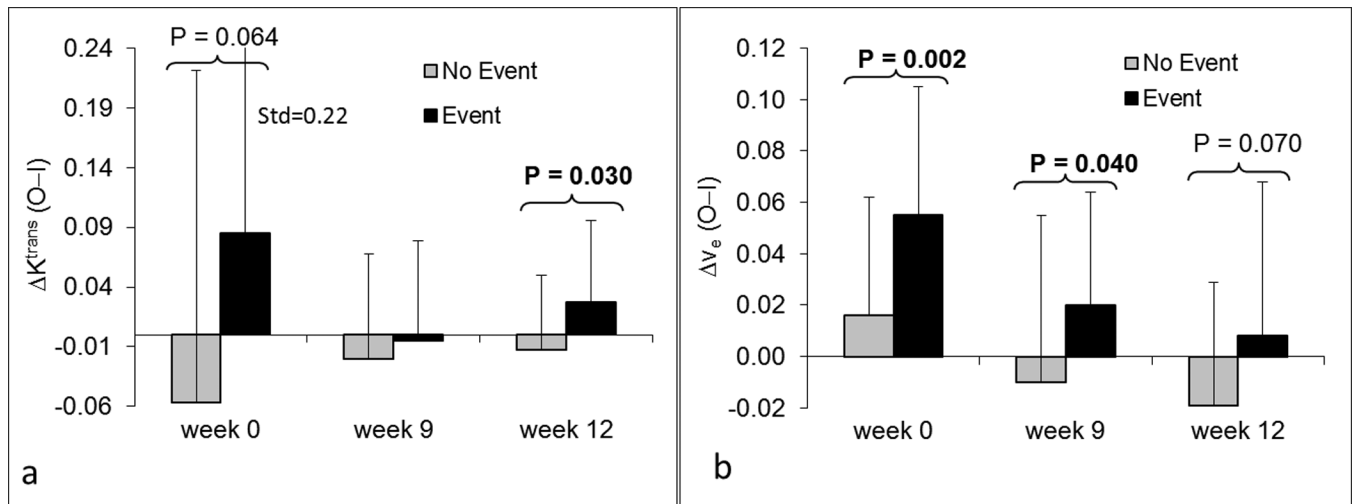 0.24
0.19
0.14
0.09
0.04
-0.01
-0.06
ΔK^trans (O–I)
P = 0.064
Std=0.22
No Event
Event
P = 0.030
week 0
week 9
week 12
a
0.12
0.10
0.08
0.06
0.04
0.02
0.00
-0.02
Δv_e (O–I)
P = 0.002
No Event
Event
P = 0.040
P = 0.070
week 0
week 9
week 12
b